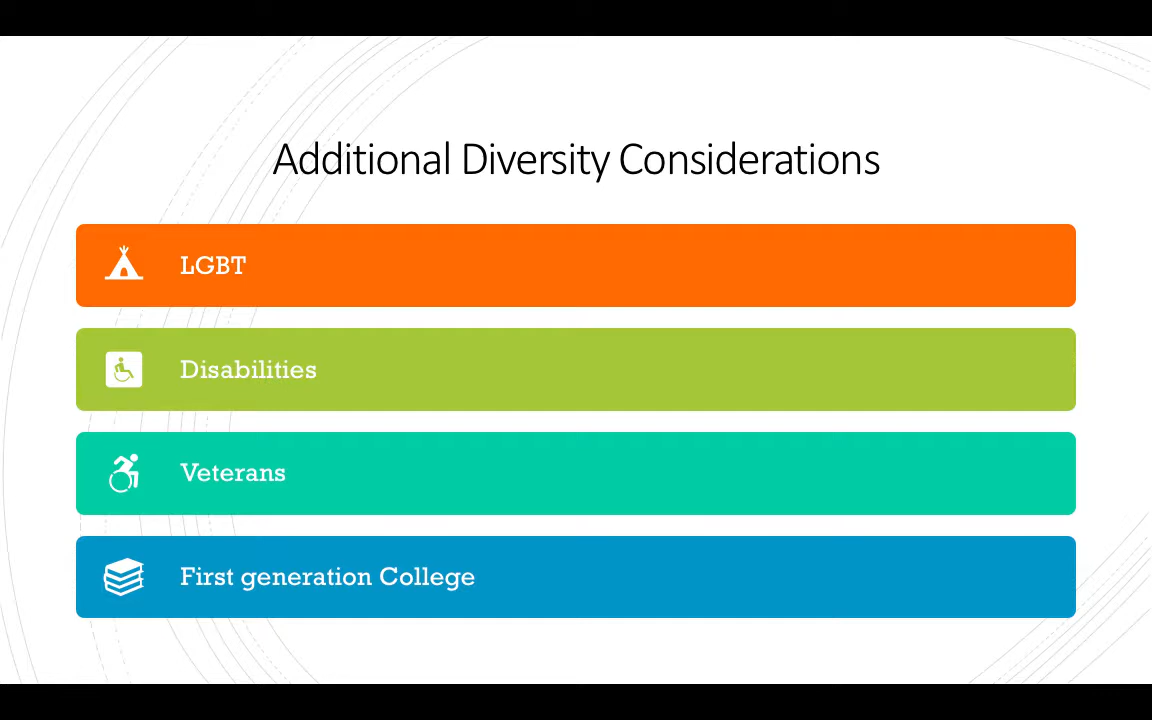 Additional Diversity Considerations
LGBT
Disabilities
Veterans
First generation College